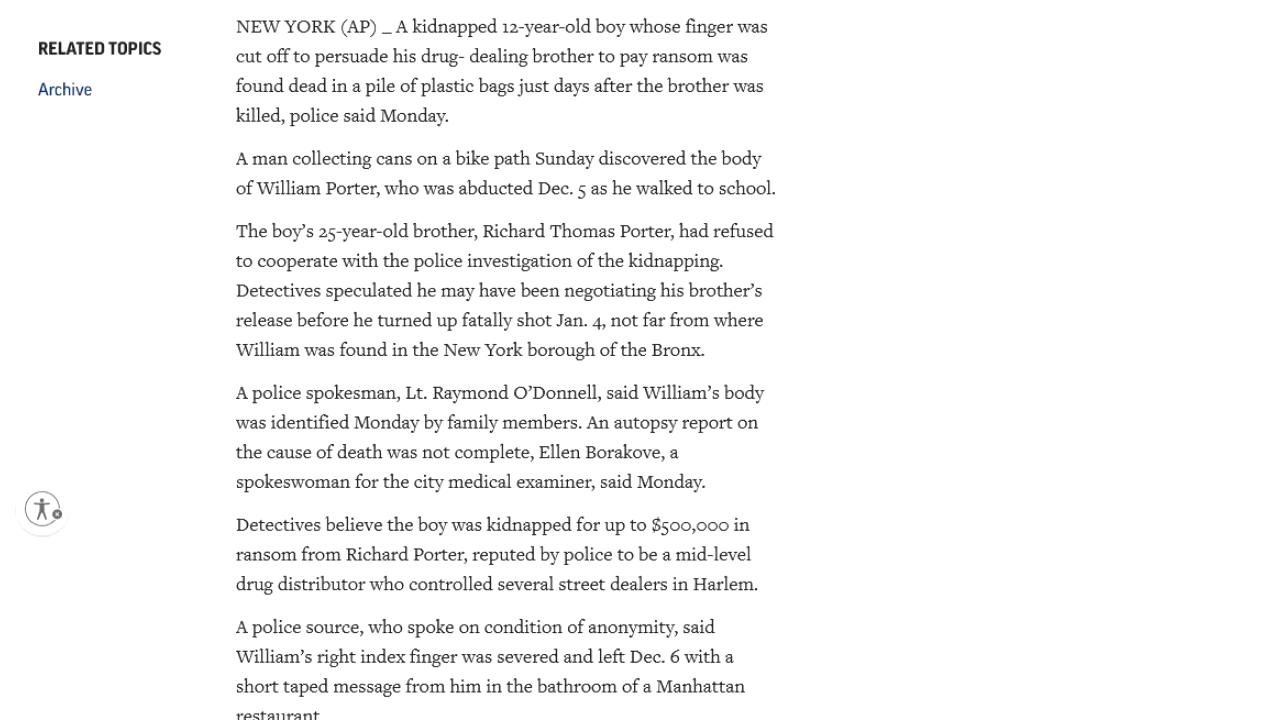 RELATED TOPICS
Archive
NEW YORK (AP) _ A kidnapped 12-year-old boy whose finger was
cut off to persuade his drug- dealing brother to pay ransom was
found dead in a pile of plastic bags just days after the brother was
killed, police said Monday.
A man collecting cans on a bike path Sunday discovered the body
of William Porter, who was abducted Dec. 5 as he walked to school.
The boy’s 25-year-old brother, Richard Thomas Porter, had refused
to cooperate with the police investigation of the kidnapping.
Detectives speculated he may have been negotiating his brother’s
release before he turned up fatally shot Jan. 4, not far from where
William was found in the New York borough of the Bronx.
A police spokesman, Lt. Raymond O’Donnell, said William’s body
was identified Monday by family members. An autopsy report on
the cause of death was not complete, Ellen Borakove, a
spokeswoman for the city medical examiner, said Monday.
Detectives believe the boy was kidnapped for up to $500,000 in
ransom from Richard Porter, reputed by police to be a mid-level
drug distributor who controlled several street dealers in Harlem.
A police source, who spoke on condition of anonymity, said
William’s right index finger was severed and left Dec. 6 with a
short taped message from him in the bathroom of a Manhattan
restaurant